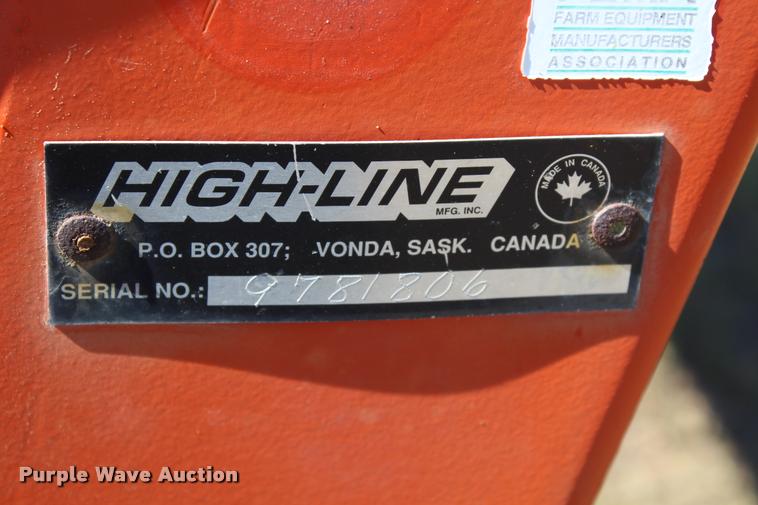 FARM EQUIPMENT
MANUFACTURERS
ASSOCIATION
HIGH-LINE
MFG. INC.
MADE IN CANADA
P.O. BOX 307; VONDA, SASK. CANADA
SERIAL NO.: 9781806
Purple Wave Auction